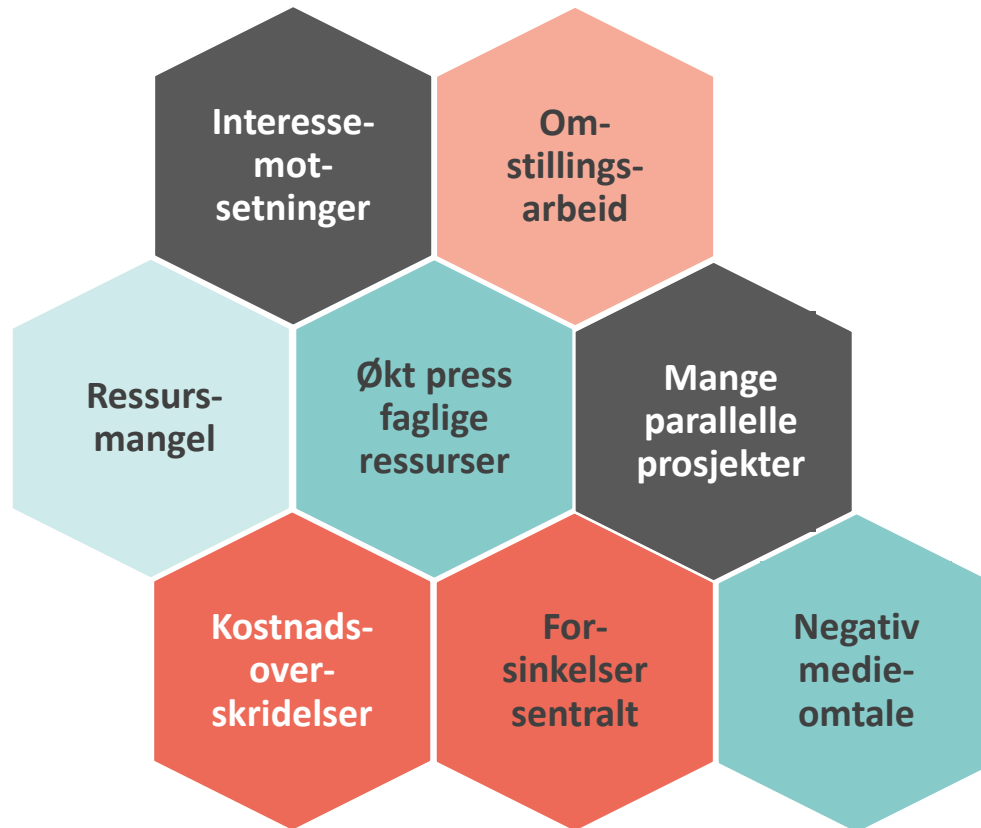 Interesse-
mot-
setninger
Om-
stillings-
arbeid
Ressurs-
mangel
Økt press
faglige
ressurser
Mange
parallelle
prosjekter
Kostnads-
over-
skridelser
For-
sinkelser
sentralt
Negativ
medie-
omtale